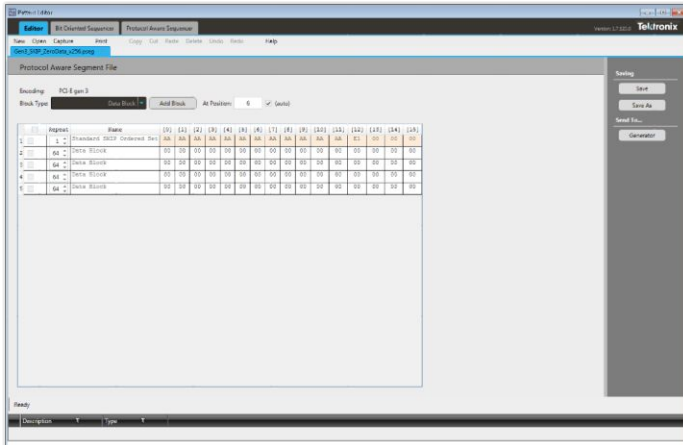 Pattern Editor
Editor Bit Oriented Sequencer Protocol Aware Sequencer
Tektronix
New Open Capture Print Copy Cut Paste Delete Undo Redo Help
Protocol Aware Segment File
Encoding: PCI-E gen 3
Block Type: Data Block Add Block At Position: 6 (auto)
Repeat Name [0] [1] [2] [3] [4] [5] [6] [7] [8] [9] [10] [11] [12] [13] [14] [15]
1 1 Standard SKIP Ordered Set AA AA AA AA AA AA AA AA AA AA AA AA E1 00 00 00
2 64 Data Block 00 00 00 00 00 00 00 00 00 00 00 00 00 00 00 00
3 64 Data Block 00 00 00 00 00 00 00 00 00 00 00 00 00 00 00 00
4 64 Data Block 00 00 00 00 00 00 00 00 00 00 00 00 00 00 00 00
5 64 Data Block 00 00 00 00 00 00 00 00 00 00 00 00 00 00 00 00
Saving
Save
Save As
Send To...
Generator
Ready
Description Type